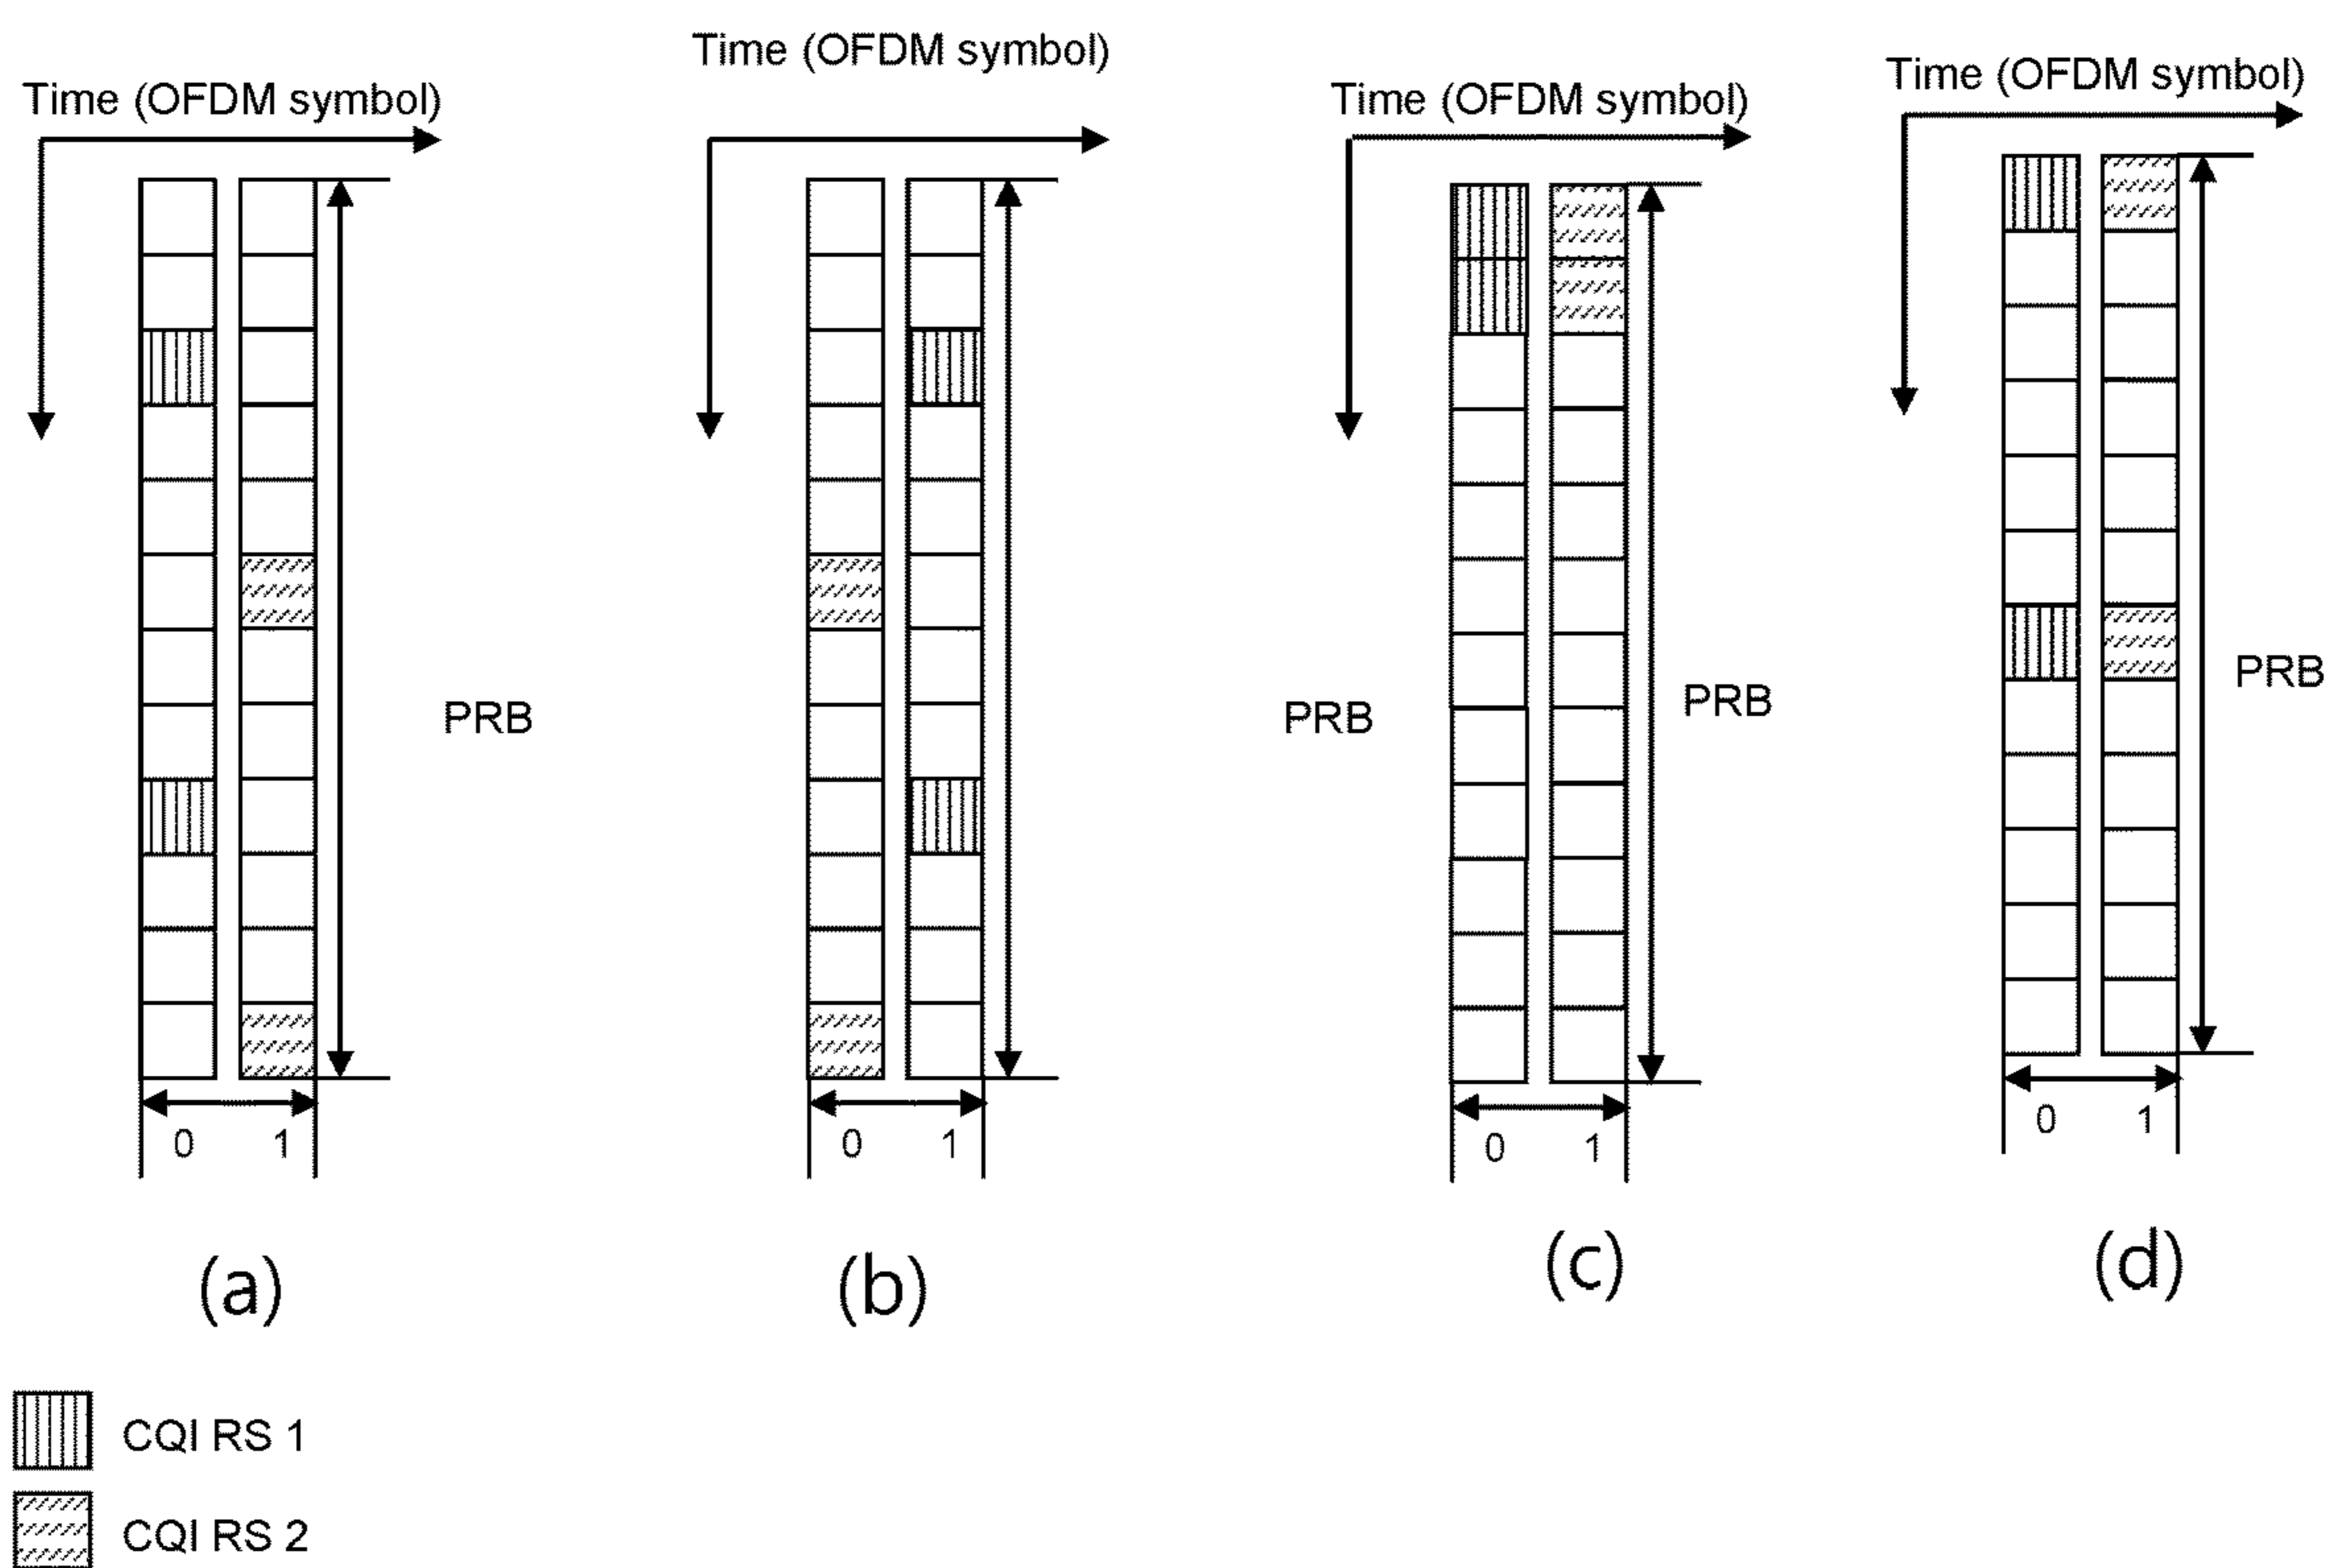 Time (OFDM symbol)
Time (OFDM symbol)
Time (OFDM symbol)
Time (OFDM symbol)
PRB
PRB
PRB
PRB
0 1
0 1
0 1
0 1
(a)
(b)
(c)
(d)
CQI RS 1
CQI RS 2